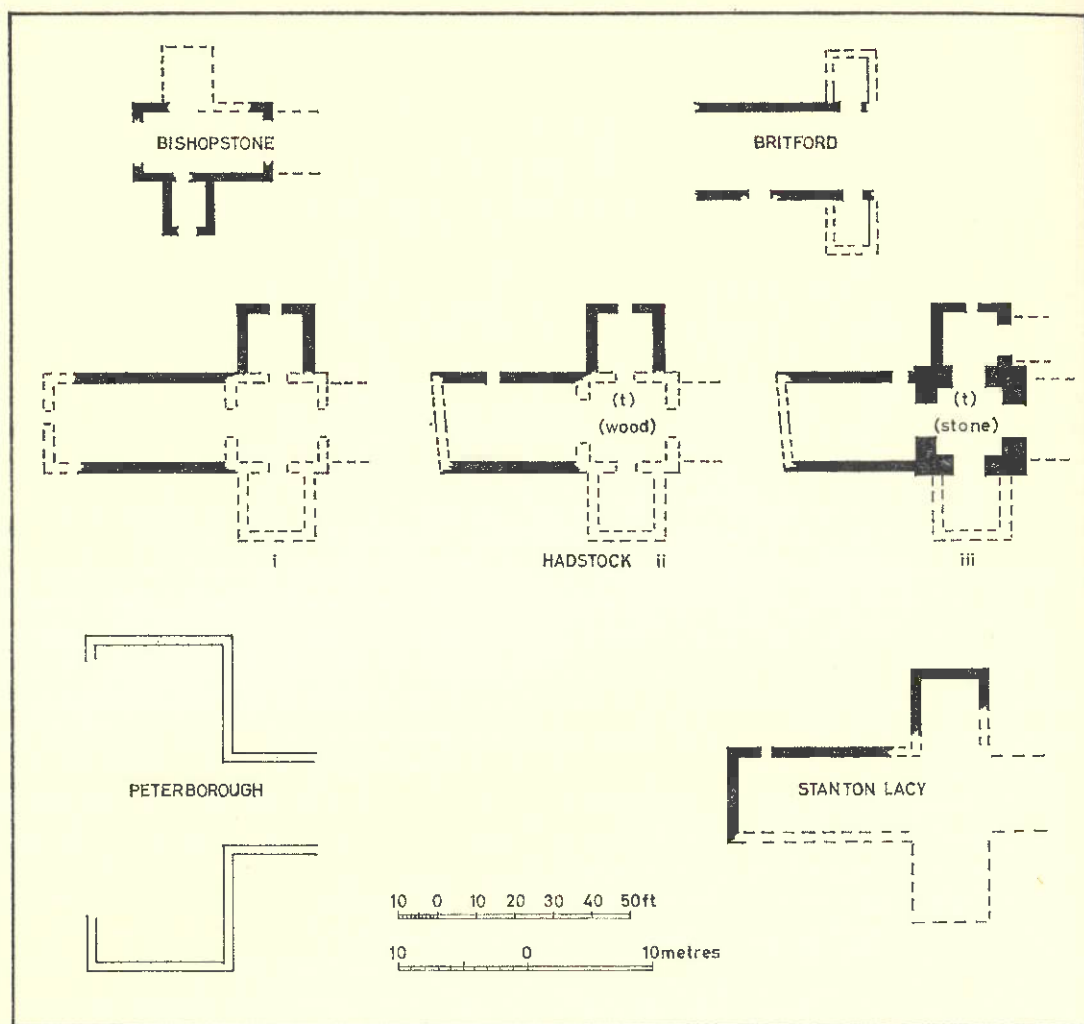 BISHOPSTONE
BRITFORD
(t)
(wood)
(t)
(stone)
i
HADSTOCK ii
iii
PETERBOROUGH
STANTON LACY
10 0 10 20 30 40 50ft
10 0 10metres